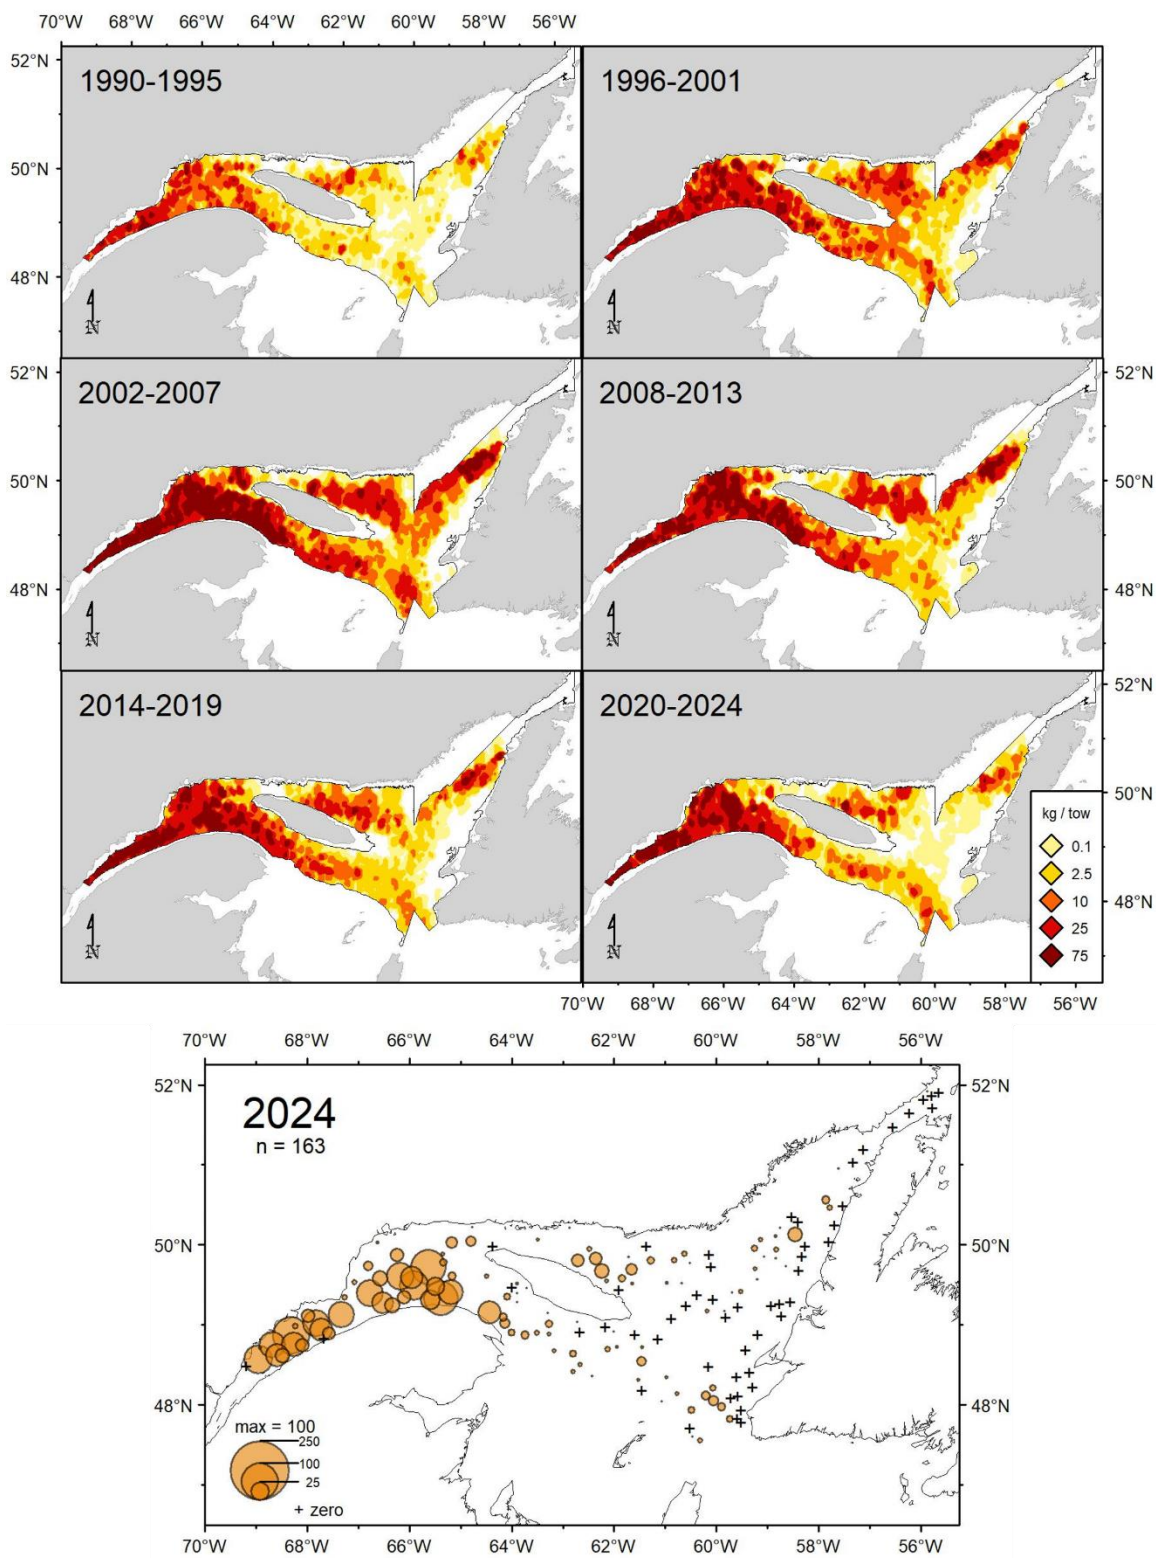 70°W 68°W 66°W 64°W 62°W 60°W 58°W 56°W
52°N 1990-1995 1996-2001
50°N
48°N
N N
2002-2007 2008-2013 52°N 52°N
50°N 50°N
48°N 48°N
N N
2014-2019 2020-2024 52°N 52°N
50°N 50°N
kg / tow
0.1
2.5
10
25
75
48°N 48°N
N N
70°W 68°W 66°W 64°W 62°W 60°W 58°W 56°W
70°W 68°W 66°W 64°W 62°W 60°W 58°W 56°W
52°N 52°N
2024
n = 163
50°N 50°N
48°N 48°N
max = 100
250
100
25
+ zero
70°W 68°W 66°W 64°W 62°W 60°W 58°W 56°W